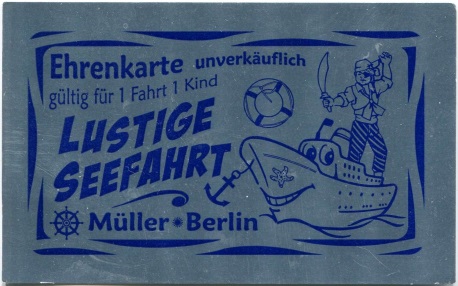 Ehrenkarte unverkäuflich
gültig für 1 Fahrt 1 Kind
LUSTIGE
SEEFAHRT
Müller * Berlin